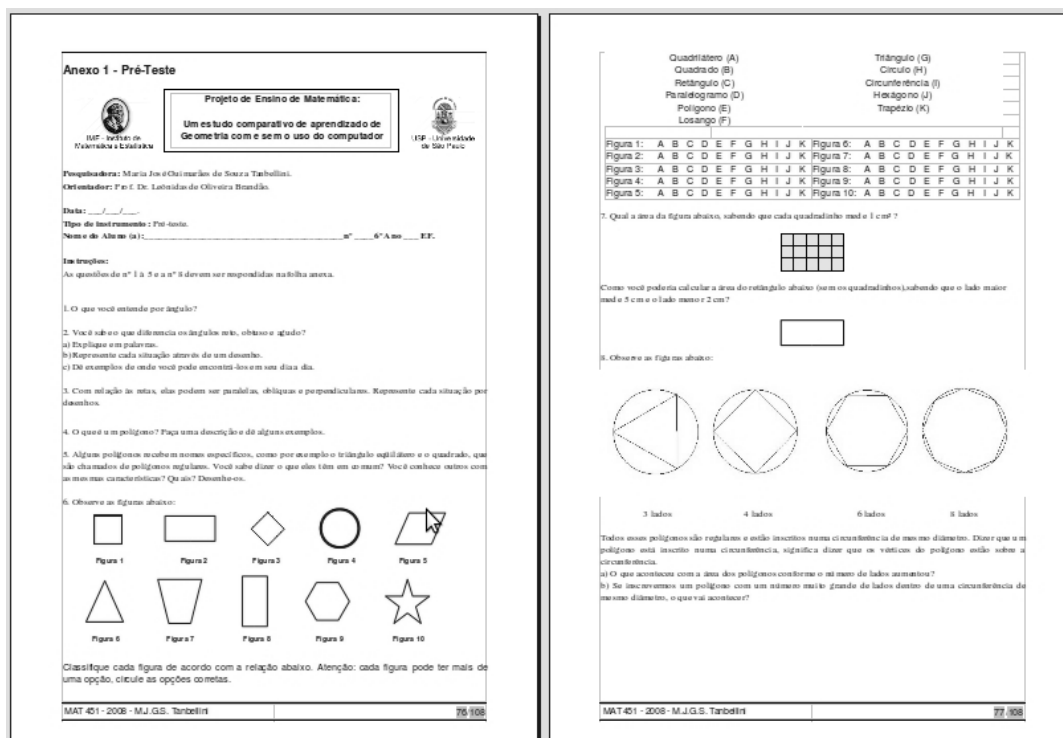 Anexo 1 - Pré-Teste
Projeto de Ensino de Matemática:
Um estudo comparativo de aprendizado de
Geometria com e sem o uso do computador
IME - Instituto de
Matemática e Estatística
USP - Universidade
de São Paulo
Pesquisadora: Maria José Guimarães de Souza Tanbellini.
Orientador: Prof. Dr. Leônidas de Oliveira Brandão.
Data: ___/___/___.
Tipo de instrumento : Pré-teste.
Nome do Aluno (a):____________________ nº _____6º Ano ____ E.F.
Instruções:
As questões de nº 1 à 5 e a nº 8 devem ser respondidas na folha anexa.
1. O que você entende por ângulo?
2. Você sabe o que diferencia os ângulos reto, obtuso e agudo?
a) Explique em palavras.
b) Represente cada situação através de um desenho.
c) Dê exemplos de onde você pode encontrá-los em seu dia a dia.
3. Com relação às retas, elas podem ser paralelas, oblíquas e perpendiculares. Represente cada situação por
desenhos.
4. O que é um polígono? Faça uma descrição e dê alguns exemplos.
5. Alguns polígonos recebem nomes específicos, como por exemplo o triângulo eqüilátero e o quadrado, que
são chamados de polígonos regulares. Você sabe dizer o que eles têm em comum? Você conhece outros com
as mesmas características? Quais? Desenhe-os.
6. Observe as figuras abaixo:
Figura 1 Figura 2 Figura 3 Figura 4 Figura 5
Figura 6 Figura 7 Figura 8 Figura 9 Figura 10
Classifique cada figura de acordo com a relação abaixo. Atenção: cada figura pode ter mais de
uma opção, circule as opções corretas.
MAT 451 - 2008 - M.J.G.S. Tanbellini 76/108
Quadrilátero (A) Triângulo (G)
Quadrado (B) Círculo (H)
Retângulo (C) Circunferência (I)
Paralelogramo (D) Hexágono (J)
Polígono (E) Trapézio (K)
Losango (F)
Figura 1: A B C D E F G H I J K Figura 6: A B C D E F G H I J K
Figura 2: A B C D E F G H I J K Figura 7: A B C D E F G H I J K
Figura 3: A B C D E F G H I J K Figura 8: A B C D E F G H I J K
Figura 4: A B C D E F G H I J K Figura 9: A B C D E F G H I J K
Figura 5: A B C D E F G H I J K Figura 10: A B C D E F G H I J K
7. Qual a área da figura abaixo, sabendo que cada quadradinho mede 1 cm² ?
Como você poderia calcular a área do retângulo abaixo (sem os quadradinhos),sabendo que o lado maior
mede 5 cm e o lado menor 2 cm?
8. Observe as figuras abaixo:
3 lados 4 lados 6 lados 8 lados
Todos esses polígonos são regulares e estão inscritos numa circunferência de mesmo diâmetro. Dizer que um
polígono está inscrito numa circunferência, significa dizer que os vértices do polígono estão sobre a
circunferência.
a) O que aconteceu com a área dos polígonos conforme o número de lados aumentou?
b) Se inscrevermos um polígono com um número muito grande de lados dentro de uma circunferência de
mesmo diâmetro, o que vai acontecer?
MAT 451 - 2008 - M.J.G.S. Tanbellini 77/108